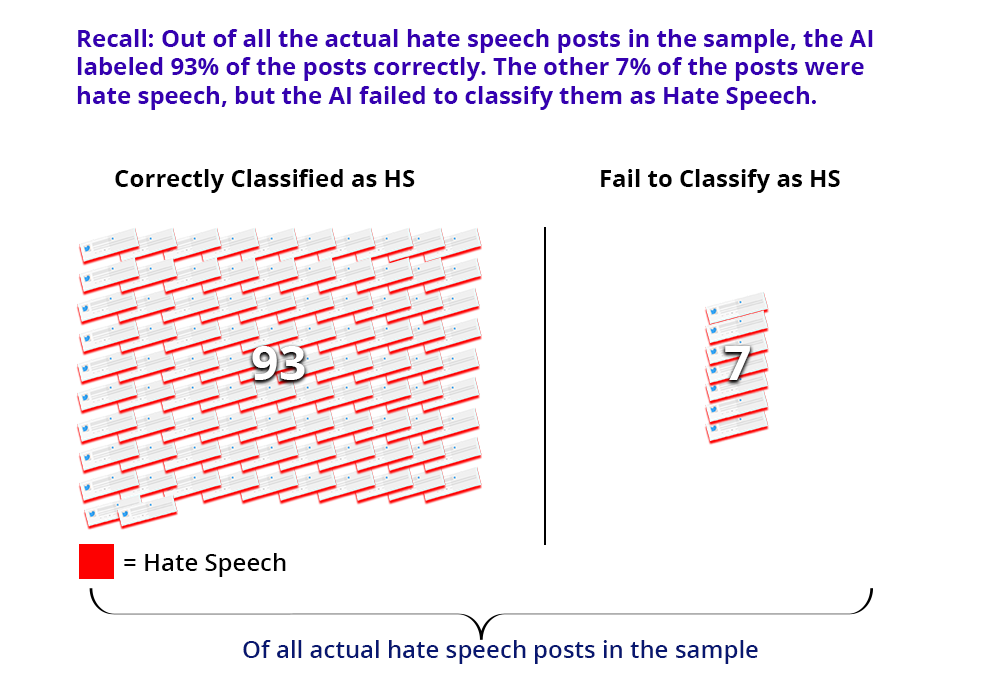 Recall: Out of all the actual hate speech posts in the sample, the AI
labeled 93% of the posts correctly. The other 7% of the posts were
hate speech, but the AI failed to classify them as Hate Speech.
Correctly Classified as HS
Fail to Classify as HS
93
7
= Hate Speech
Of all actual hate speech posts in the sample